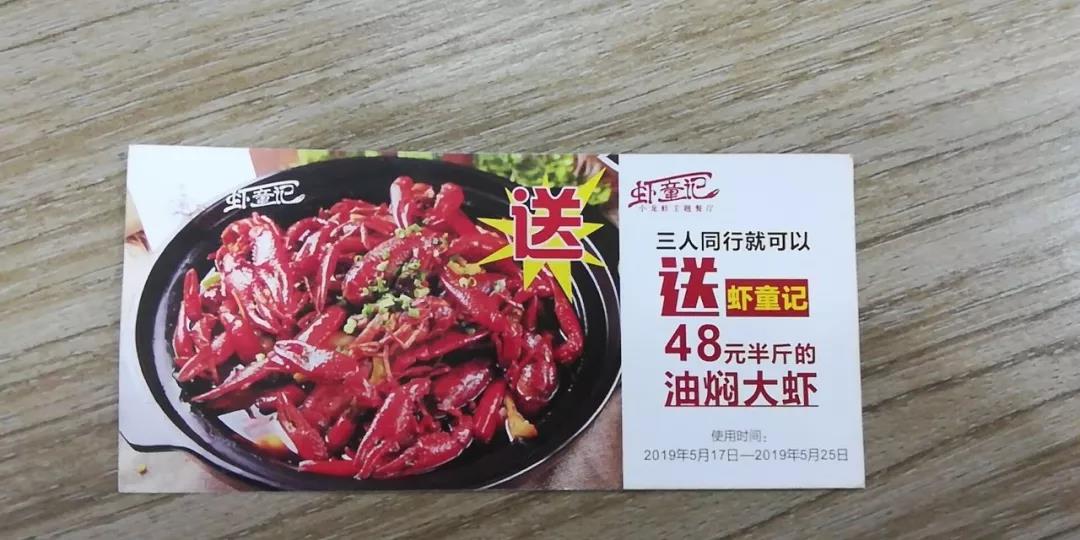 虾童记
送
虾童记
小龙虾主题餐厅
三人同行就可以
送 虾童记
48元半斤的
油焖大虾
使用时间：
2019年5月17日—2019年5月25日